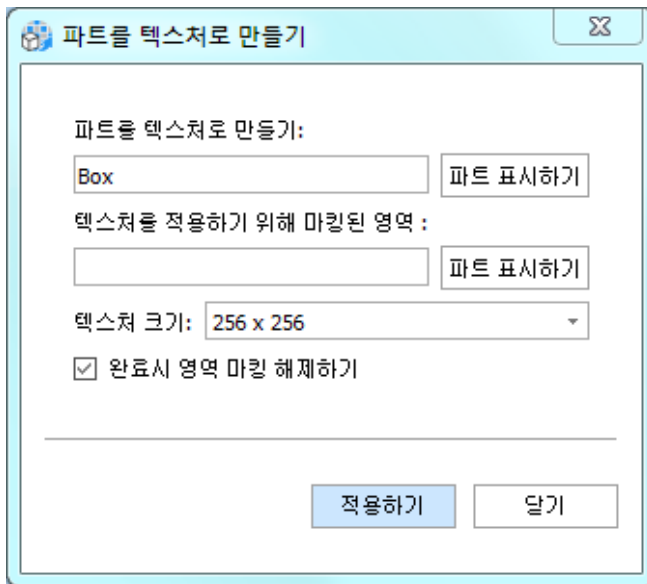 파트를 텍스처로 만들기
파트를 텍스처로 만들기:
Box 파트 표시하기
텍스처을 적용하기 위해 마킹된 영역 :
파트 표시하기
텍스처 크기: 256 x 256
완료시 영역 마킹 해제하기
적용하기 닫기